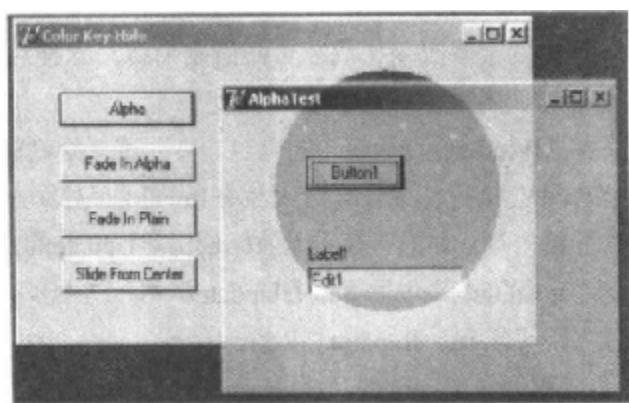 Color Key Hole
Alpha
Fade In Alpha
Fade In Plain
Slide From Center
AlphaTest
Button1
Label1
Edit1